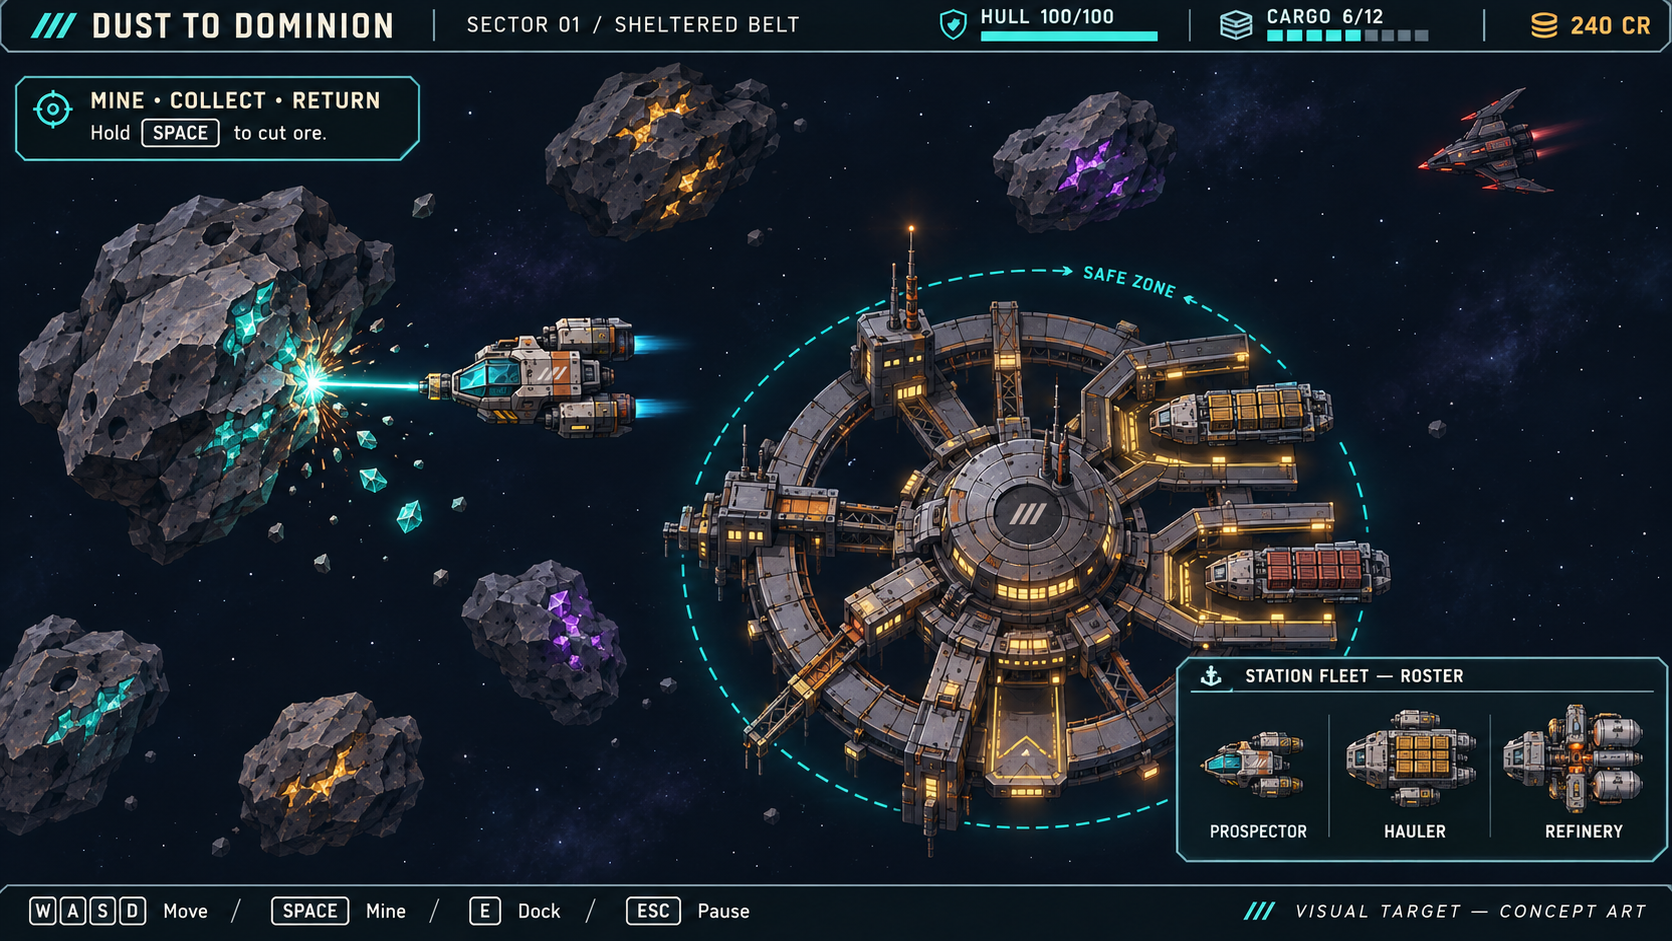 DUST TO DOMINION
SECTOR 01 / SHELTERED BELT
HULL 100/100
CARGO 6/12
240 CR
MINE • COLLECT • RETURN
Hold SPACE to cut ore.
SAFE ZONE
STATION FLEET — ROSTER
PROSPECTOR
HAULER
REFINERY
W A S D Move / SPACE Mine / E Dock / ESC Pause
VISUAL TARGET — CONCEPT ART